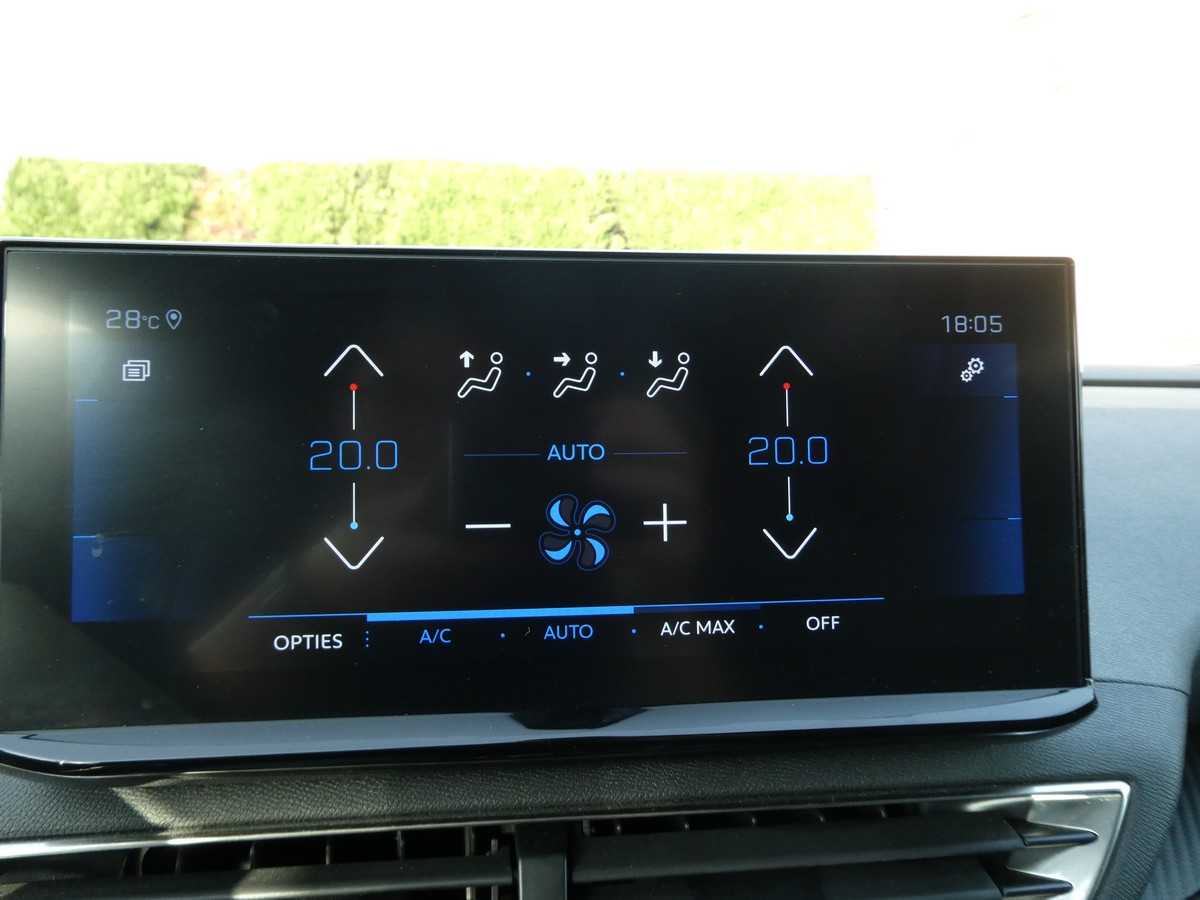 28°C
18:05
20.0
20.0
AUTO
OPTIES A/C AUTO A/C MAX OFF